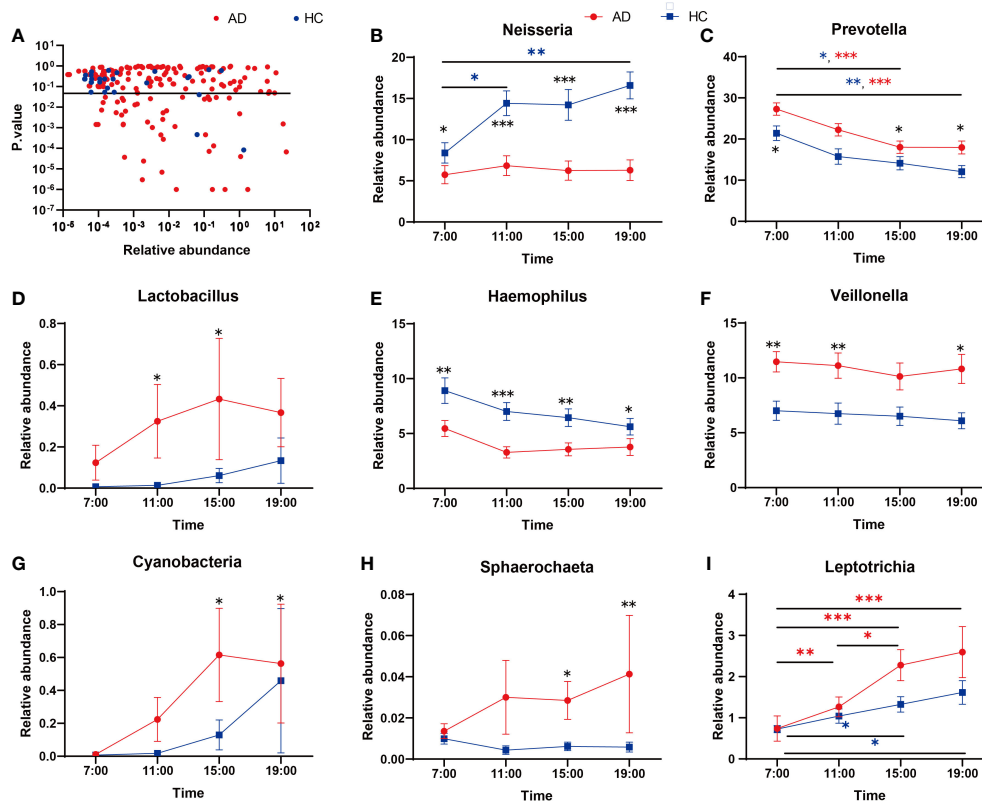 AD HC AD HC
A B Neisseria C Prevotella
P.value
10¹
10⁰
10⁻¹
10⁻²
10⁻³
10⁻⁴
10⁻⁵
10⁻⁶
10⁻⁷
10⁻⁵ 10⁻⁴ 10⁻³ 10⁻² 10⁻¹ 10⁰ 10¹ 10²
Relative abundance
Relative abundance
20
15
10
5
0
**
*
* *** *** ***
***
7:00 11:00 15:00 19:00
Time
Relative abundance
40
30
20
10
0
*, ***
**, ***
* *
*
7:00 11:00 15:00 19:00
Time
D Lactobacillus
Relative abundance
0.8
0.6
0.4
0.2
0.0
* *
7:00 11:00 15:00 19:00
Time
E Haemophilus
Relative abundance
15
10
5
0
** *** ** *
7:00 11:00 15:00 19:00
Time
F Veillonella
Relative abundance
15
10
5
0
** ** *
7:00 11:00 15:00 19:00
Time
G Cyanobacteria
Relative abundance
1.0
0.8
0.6
0.4
0.2
0.0
* *
7:00 11:00 15:00 19:00
Time
H Sphaerochaeta
Relative abundance
0.08
0.06
0.04
0.02
0.00
* **
7:00 11:00 15:00 19:00
Time
I Leptotrichia
Relative abundance
4
3
2
1
0
***
***
*
**
*
*
7:00 11:00 15:00 19:00
Time